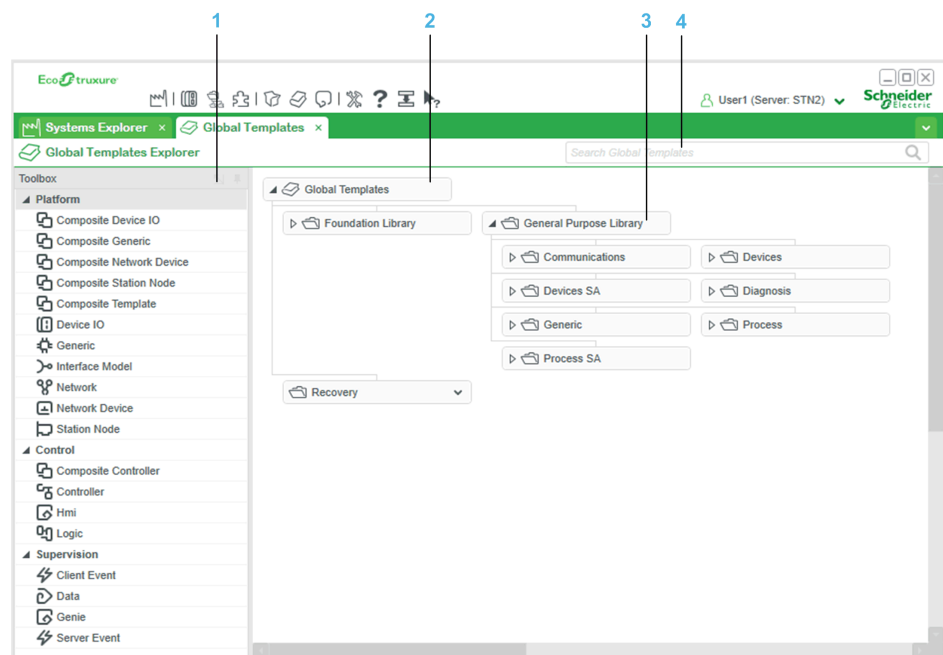 1 2 3 4
EcoStruxure
?
?
User1 (Server: STN2)
Schneider
Electric
Systems Explorer × Global Templates ×
Global Templates Explorer
Search Global Templates
Toolbox
Platform
Composite Device IO
Composite Generic
Composite Network Device
Composite Station Node
Composite Template
Device IO
Generic
Interface Model
Network
Network Device
Station Node
Control
Composite Controller
Controller
Hmi
Logic
Supervision
Client Event
Data
Genie
Server Event
Global Templates
Foundation Library
General Purpose Library
Communications
Devices
Devices SA
Diagnosis
Generic
Process
Process SA
Recovery